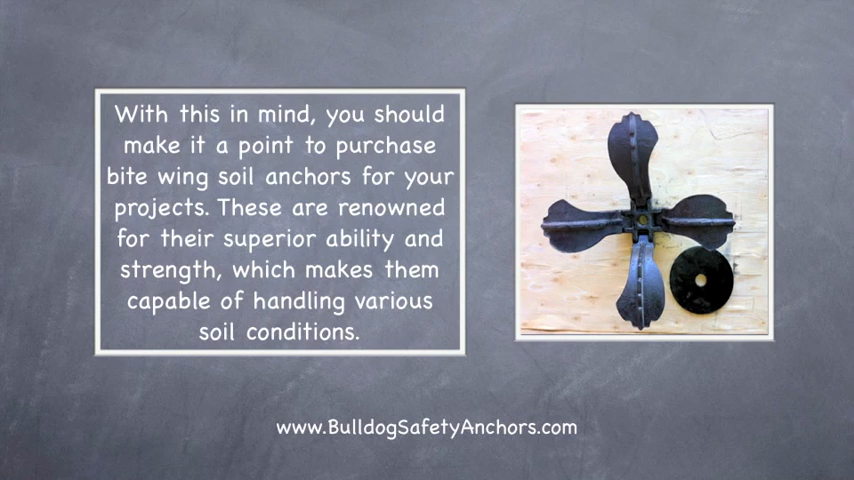 With this in mind, you should
make it a point to purchase
bite wing soil anchors for your
projects. These are renowned
for their superior ability and
strength, which makes them
capable of handling various
soil conditions.
www.BulldogSafetyAnchors.com